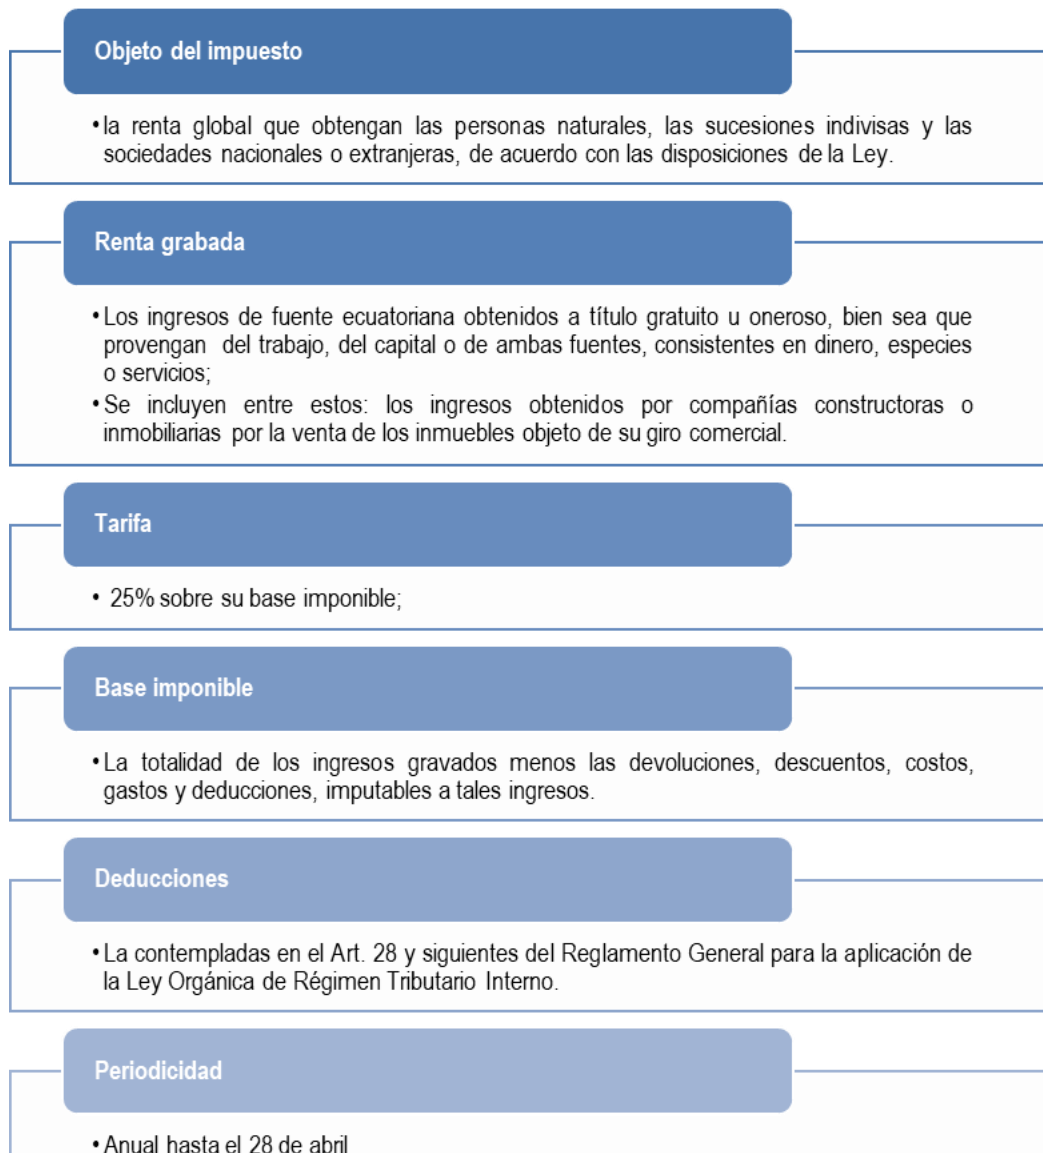 Objeto del impuesto
•la renta global que obtengan las personas naturales, las sucesiones indivisas y las
sociedades nacionales o extranjeras, de acuerdo con las disposiciones de la Ley.
Renta grabada
•Los ingresos de fuente ecuatoriana obtenidos a título gratuito u oneroso, bien sea que
provengan del trabajo, del capital o de ambas fuentes, consistentes en dinero, especies
o servicios;
•Se incluyen entre estos: los ingresos obtenidos por compañías constructoras o
inmobiliarias por la venta de los inmuebles objeto de su giro comercial.
Tarifa
• 25% sobre su base imponible;
Base imponible
•La totalidad de los ingresos gravados menos las devoluciones, descuentos, costos,
gastos y deducciones, imputables a tales ingresos.
Deducciones
•La contempladas en el Art. 28 y siguientes del Reglamento General para la aplicación de
la Ley Orgánica de Régimen Tributario Interno.
Periodicidad
•Anual hasta el 28 de abril